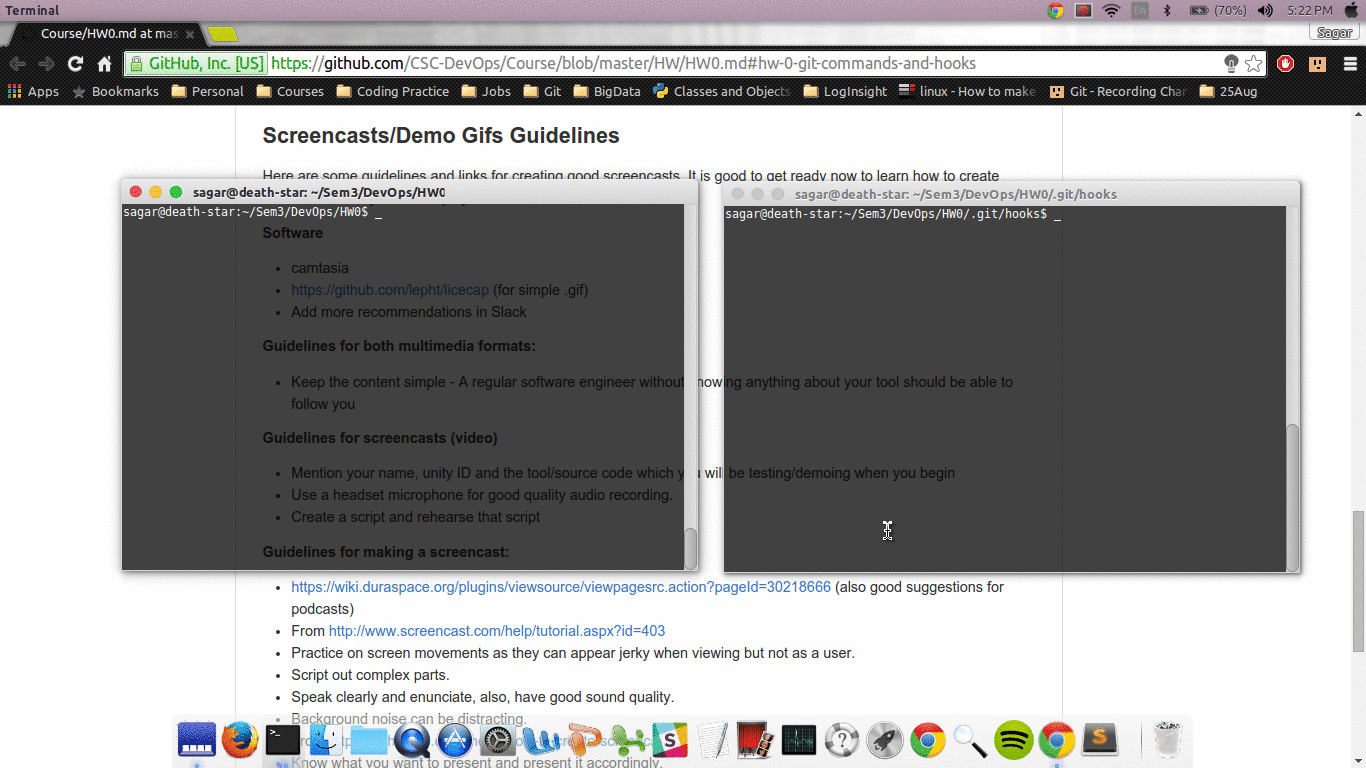 Terminal
En
(70%)
5:22 PM
Course/HW0.md at mas
Sagar
GitHub, Inc. [US]
https://github.com/CSC-DevOps/Course/blob/master/HW/HW0.md#hw-0-git-commands-and-hooks
Apps Bookmarks Personal Courses Coding Practice Jobs Git BigData Classes and Objects LogInsight linux - How to make Git - Recording Char 25Aug
Screencasts/Demo Gifs Guidelines
Here are some guidelines and links for creating good screencasts. It is good to get ready now to learn how to create
sagar@death-star: ~/Sem3/DevOps/HW0
sagar@death-star:~/Sem3/DevOps/HW0$ _
sagar@death-star: ~/Sem3/DevOps/HW0/.git/hooks
sagar@death-star:~/Sem3/DevOps/HW0/.git/hooks$ _
Software
camtasia
https://github.com/lepht/licecap (for simple .gif)
Add more recommendations in Slack
Guidelines for both multimedia formats:
Keep the content simple - A regular software engineer without knowing anything about your tool should be able to
follow you
Guidelines for screencasts (video)
Mention your name, unity ID and the tool/source code which you will be testing/demoing when you begin
Use a headset microphone for good quality audio recording.
Create a script and rehearse that script
Guidelines for making a screencast:
https://wiki.duraspace.org/plugins/viewsource/viewpagesrc.action?pageId=30218666 (also good suggestions for
podcasts)
From http://www.screencast.com/help/tutorial.aspx?id=403
Practice on screen movements as they can appear jerky when viewing but not as a user.
Script out complex parts.
Speak clearly and enunciate, also, have good sound quality.
Background noise can be distracting.
Know what you want to present and present it accordingly.